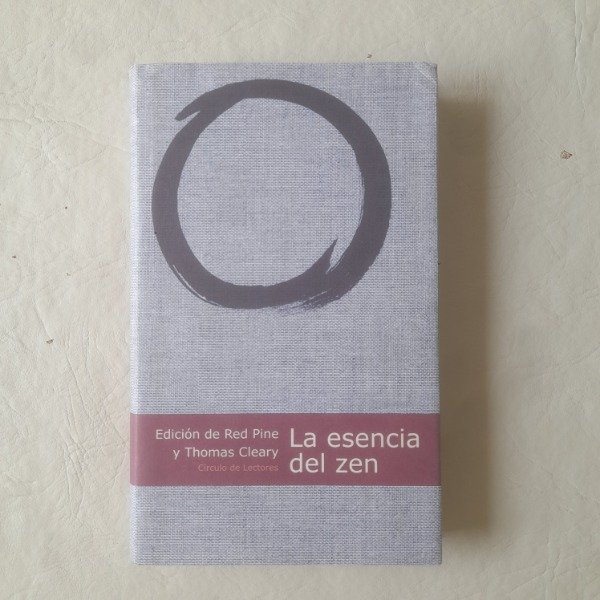 Edición de Red Pine
y Thomas Cleary
Círculo de Lectores
La esencia
del zen